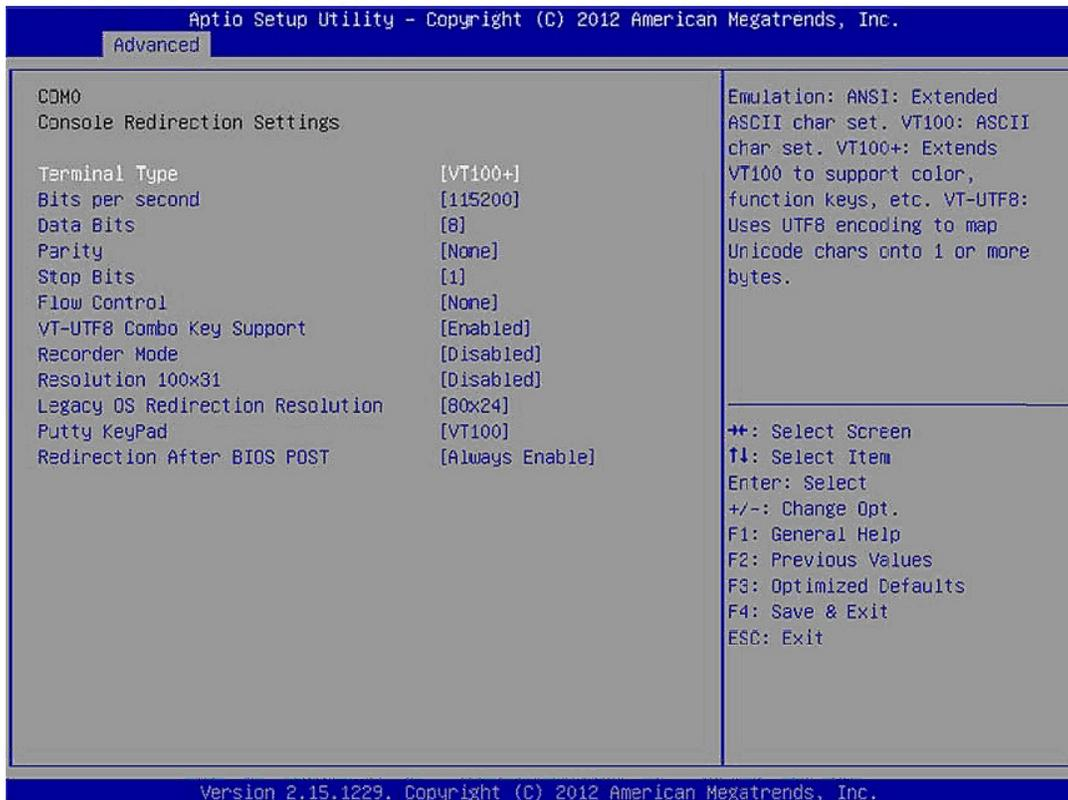 Aptio Setup Utility – Copyright (C) 2012 American Megatrends, Inc.
Advanced
COM0
Console Redirection Settings
Terminal Type [VT100+]
Bits per second [115200]
Data Bits [8]
Parity [None]
Stop Bits [1]
Flow Control [None]
VT-UTF8 Combo Key Support [Enabled]
Recorder Mode [Disabled]
Resolution 100x31 [Disabled]
Legacy OS Redirection Resolution [80x24]
Putty KeyPad [VT100]
Redirection After BIOS POST [Always Enable]
Emulation: ANSI: Extended
ASCII char set. VT100: ASCII
char set. VT100+: Extends
VT100 to support color,
function keys, etc. VT-UTF8:
Uses UTF8 encoding to map
Unicode chars onto 1 or more
bytes.
→←: Select Screen
↑↓: Select Item
Enter: Select
+/-: Change Opt.
F1: General Help
F2: Previous Values
F3: Optimized Defaults
F4: Save & Exit
ESC: Exit
Version 2.15.1229. Copyright (C) 2012 American Megatrends, Inc.